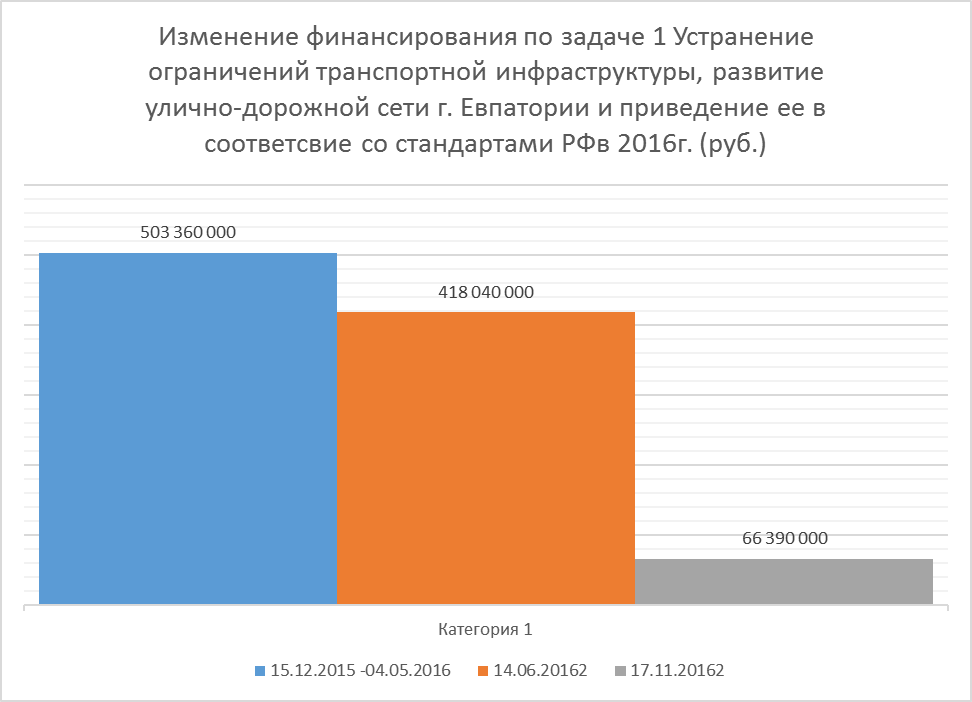 Изменение финансирования по задаче 1 Устранение
ограничений транспортной инфраструктуры, развитие
улично-дорожной сети г. Евпатории и приведение ее в
соответсвие со стандартами РФв 2016г. (руб.)
503 360 000
418 040 000
66 390 000
Категория 1
15.12.2015 -04.05.2016 14.06.20162 17.11.20162